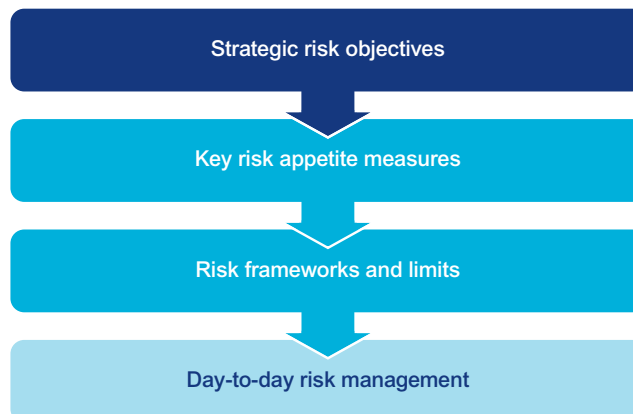 Strategic risk objectives
Key risk appetite measures
Risk frameworks and limits
Day-to-day risk management